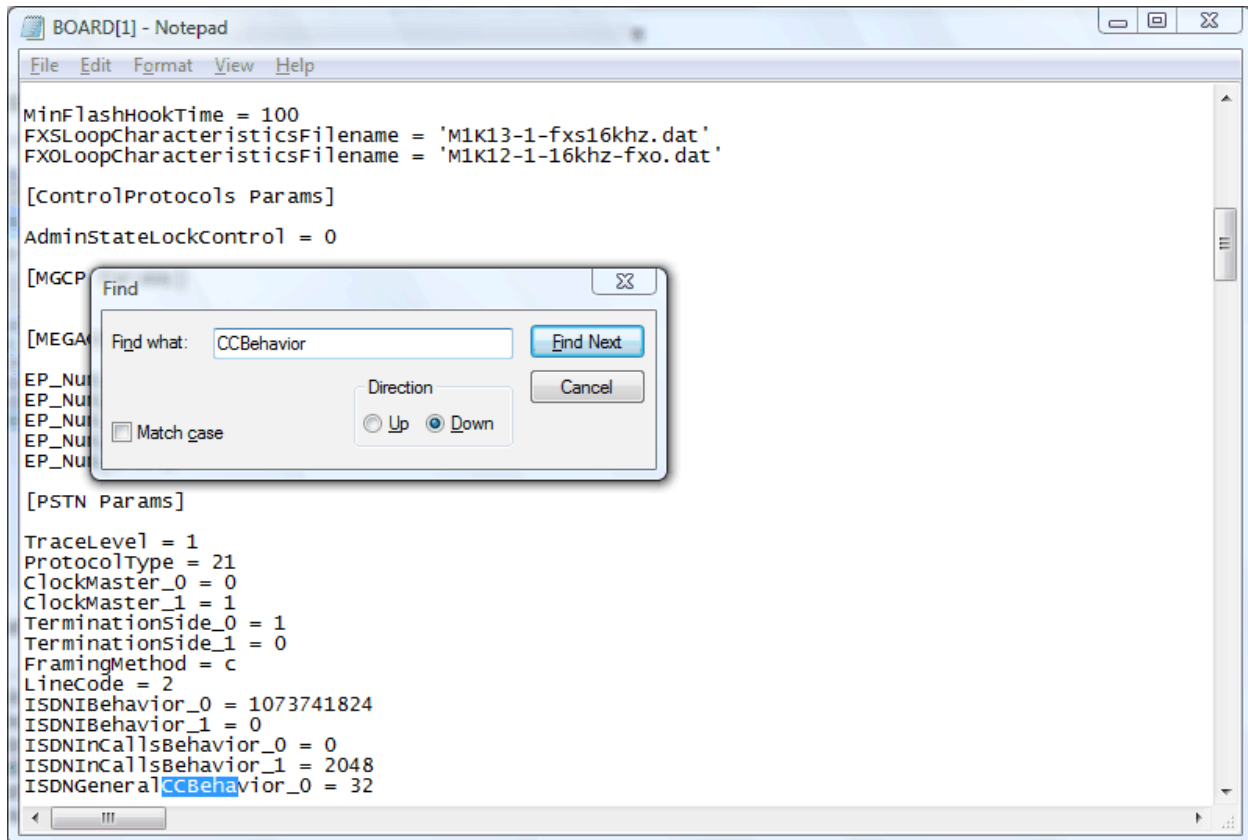 BOARD[1] - Notepad
File Edit Format View Help
MinFlashHookTime = 100
FXSLoopCharacteristicsFilename = 'M1K13-1-fxs16khz.dat'
FXOLoopCharacteristicsFilename = 'M1K12-1-16khz-fxo.dat'
[ControlProtocols Params]
AdminStateLockControl = 0
[MGCP
Find
[MEGA
Find what: CCBehavior Find Next
EP_Nu
Direction Cancel
EP_Nu
EP_Nu
Match case Up Down
EP_Nu
EP_Nu
[PSTN Params]
TraceLevel = 1
ProtocolType = 21
ClockMaster_0 = 0
ClockMaster_1 = 1
TerminationSide_0 = 1
TerminationSide_1 = 0
FramingMethod = c
LineCode = 2
ISDNIBehavior_0 = 1073741824
ISDNIBehavior_1 = 0
ISDNInCallsBehavior_0 = 0
ISDNInCallsBehavior_1 = 2048
ISDNGeneralCCBehavior_0 = 32